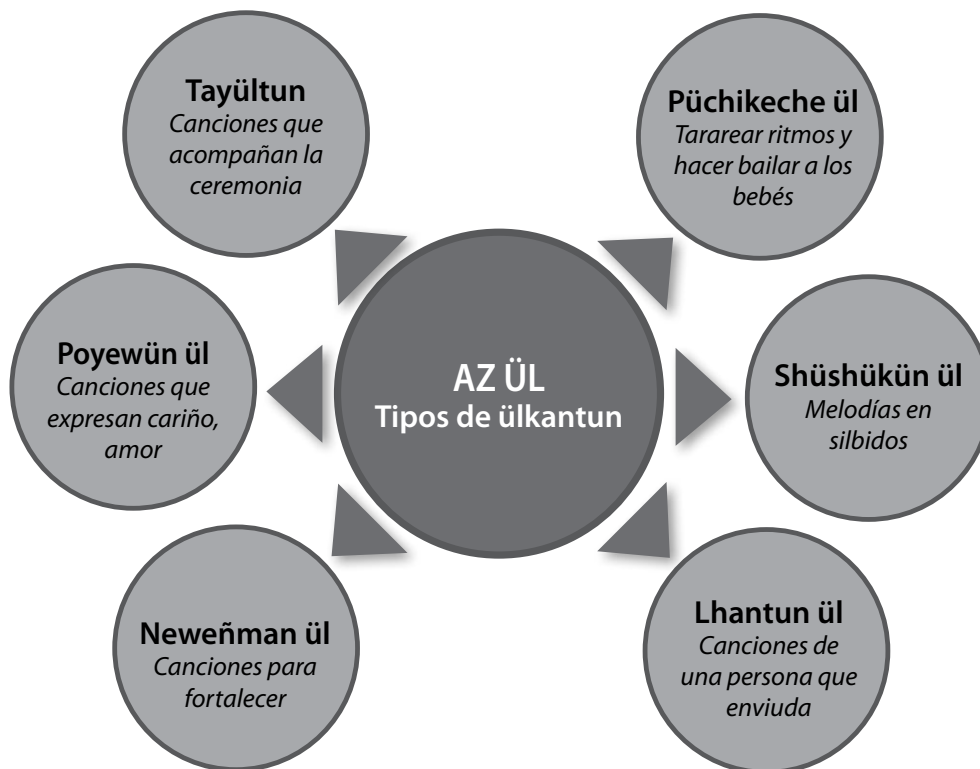 Tayültun
Canciones que
acompañan la
ceremonia
Püchikeche ül
Tararear ritmos y
hacer bailar a los
bebés
Poyewün ül
Canciones que
expresan cariño,
amor
AZ ÜL
Tipos de ülkantun
Shüshükün ül
Melodías en
silbidos
Neweñman ül
Canciones para
fortalecer
Lhantun ül
Canciones de
una persona que
enviuda